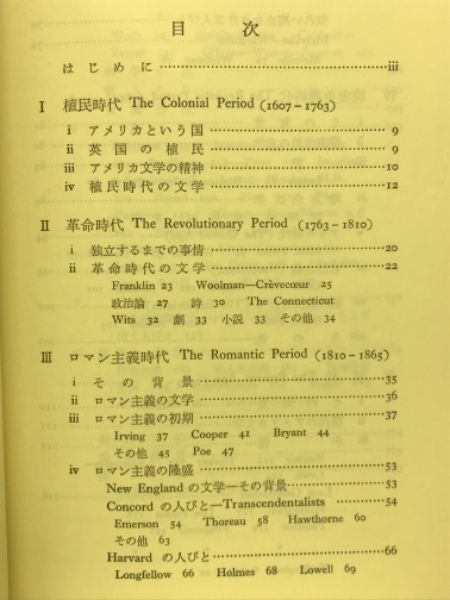 目 次
はじめに …… iii
I 植民時代 The Colonial Period (1607–1763)
i アメリカという国 …… 9
ii 英国の植民 …… 9
iii アメリカ文学の精神 …… 10
iv 植民時代の文学 …… 12
II 革命時代 The Revolutionary Period (1763–1810)
i 独立するまでの事情 …… 20
ii 革命時代の文学 …… 22
Franklin 23 Woolman—Crèvecœur 25
政治論 27 詩 30 The Connecticut
Wits 32 劇 33 小説 33 その他 34
III ロマン主義時代 The Romantic Period (1810–1865)
i その背景 …… 35
ii ロマン主義の文学 …… 36
iii ロマン主義の初期 …… 37
Irving 37 Cooper 41 Bryant 44
その他 45 Poe 47
iv ロマン主義の隆盛 …… 53
New England の文学—その背景 …… 53
Concord の人びと—Transcendentalists …… 54
Emerson 54 Thoreau 58 Hawthorne 60
その他 63
Harvard の人びと …… 66
Longfellow 66 Holmes 68 Lowell 69